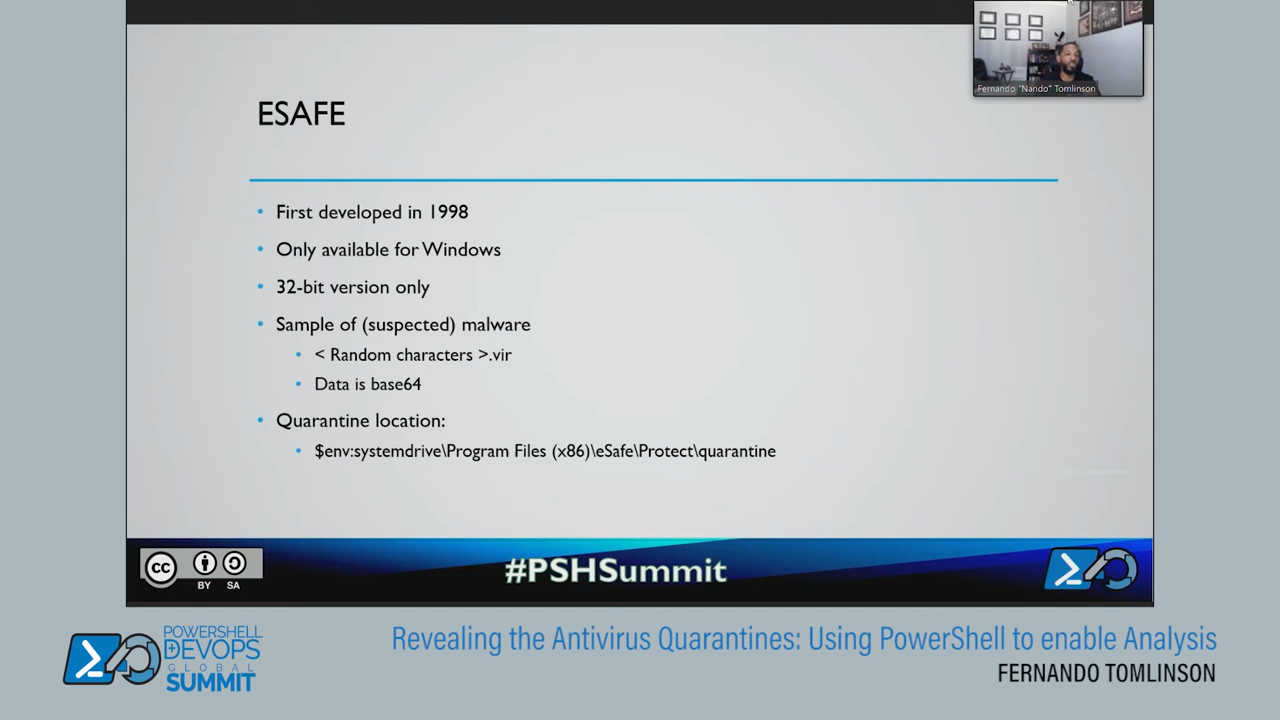 Fernando "Nando" Tomlinson
ESAFE
• First developed in 1998
• Only available for Windows
• 32-bit version only
• Sample of (suspected) malware
• < Random characters >.vir
• Data is base64
• Quarantine location:
• $env:systemdrive\Program Files (x86)\eSafe\Protect\quarantine
cc
BY SA
#PSHSummit
POWERSHELL
+DEVOPS
GLOBAL
SUMMIT
Revealing the Antivirus Quarantines: Using PowerShell to enable Analysis
FERNANDO TOMLINSON